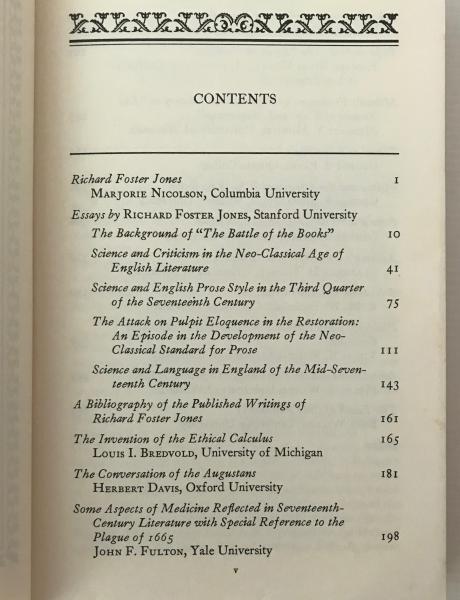 CONTENTS
Richard Foster Jones 1
MARJORIE NICOLSON, Columbia University
Essays by RICHARD FOSTER JONES, Stanford University
The Background of "The Battle of the Books" 10
Science and Criticism in the Neo-Classical Age of
English Literature 41
Science and English Prose Style in the Third Quarter
of the Seventeenth Century 75
The Attack on Pulpit Eloquence in the Restoration:
An Episode in the Development of the Neo-
Classical Standard for Prose 111
Science and Language in England of the Mid-Seven-
teenth Century 143
A Bibliography of the Published Writings of
Richard Foster Jones 161
The Invention of the Ethical Calculus 165
LOUIS I. BREDVOLD, University of Michigan
The Conversation of the Augustans 181
HERBERT DAVIS, Oxford University
Some Aspects of Medicine Reflected in Seventeenth-
Century Literature with Special Reference to the
Plague of 1665 198
JOHN F. FULTON, Yale University
v